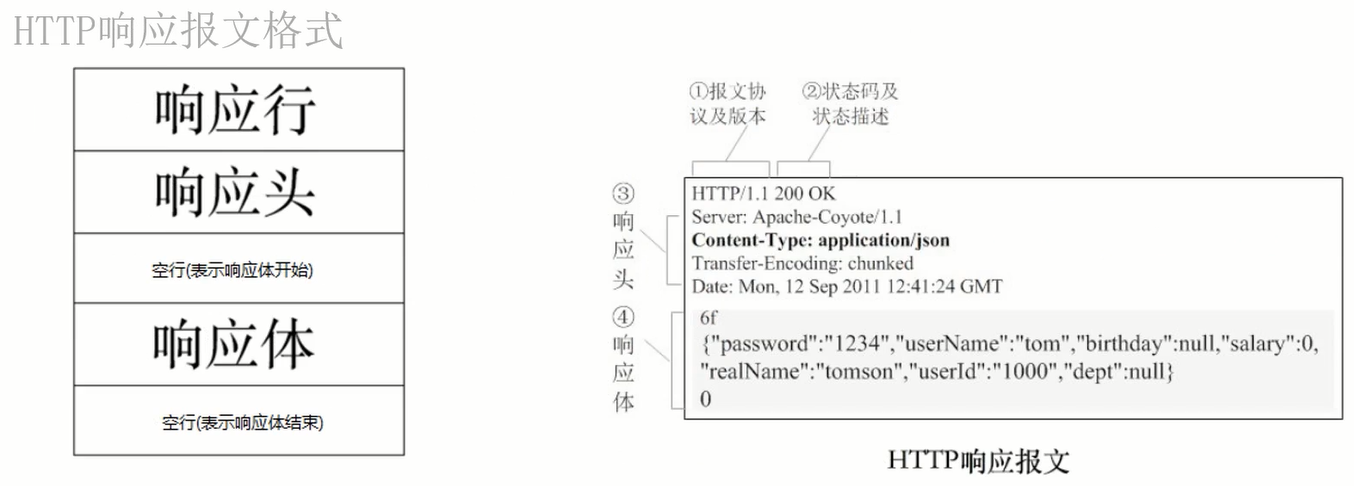 HTTP响应报文格式
响应行
响应头
空行(表示响应体开始)
响应体
空行(表示响应体结束)
①报文协
议及版本
②状态码及
状态描述
③
响
应
头
HTTP/1.1 200 OK
Server: Apache-Coyote/1.1
Content-Type: application/json
Transfer-Encoding: chunked
Date: Mon, 12 Sep 2011 12:41:24 GMT
④
响
应
体
6f
{"password":"1234","userName":"tom","birthday":null,"salary":0,
"realName":"tomson","userId":"1000","dept":null}
0
HTTP响应报文